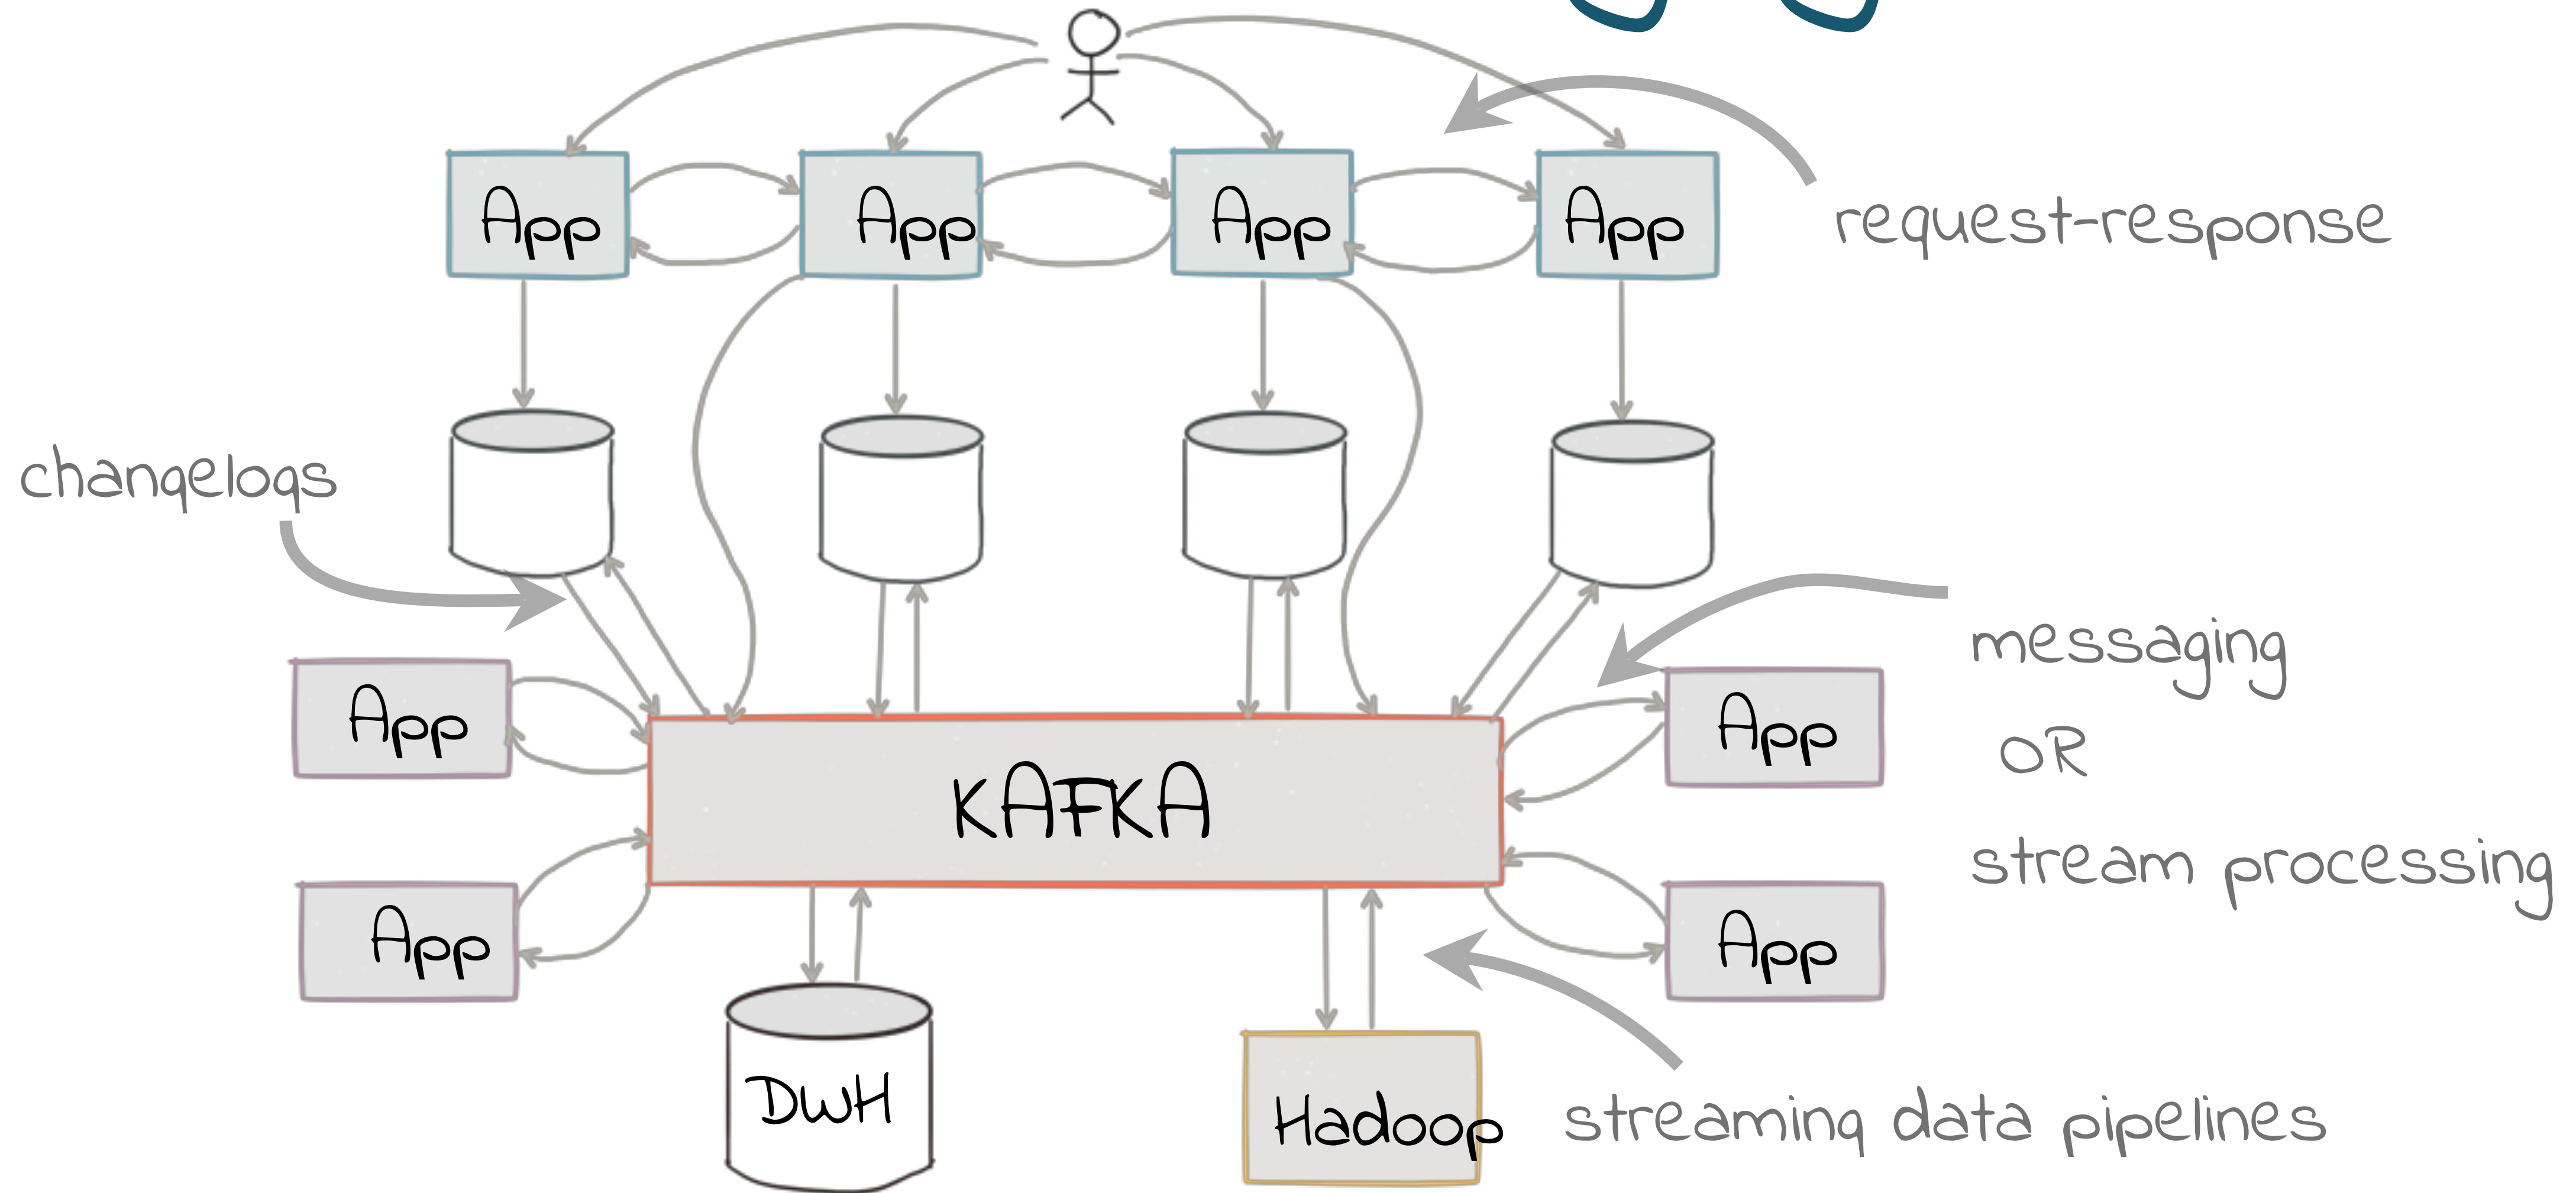 App
App
App
App
request-response
changelogs
messaging
OR
stream processing
App
App
KAFKA
App
App
DWH
Hadoop
streaming data pipelines